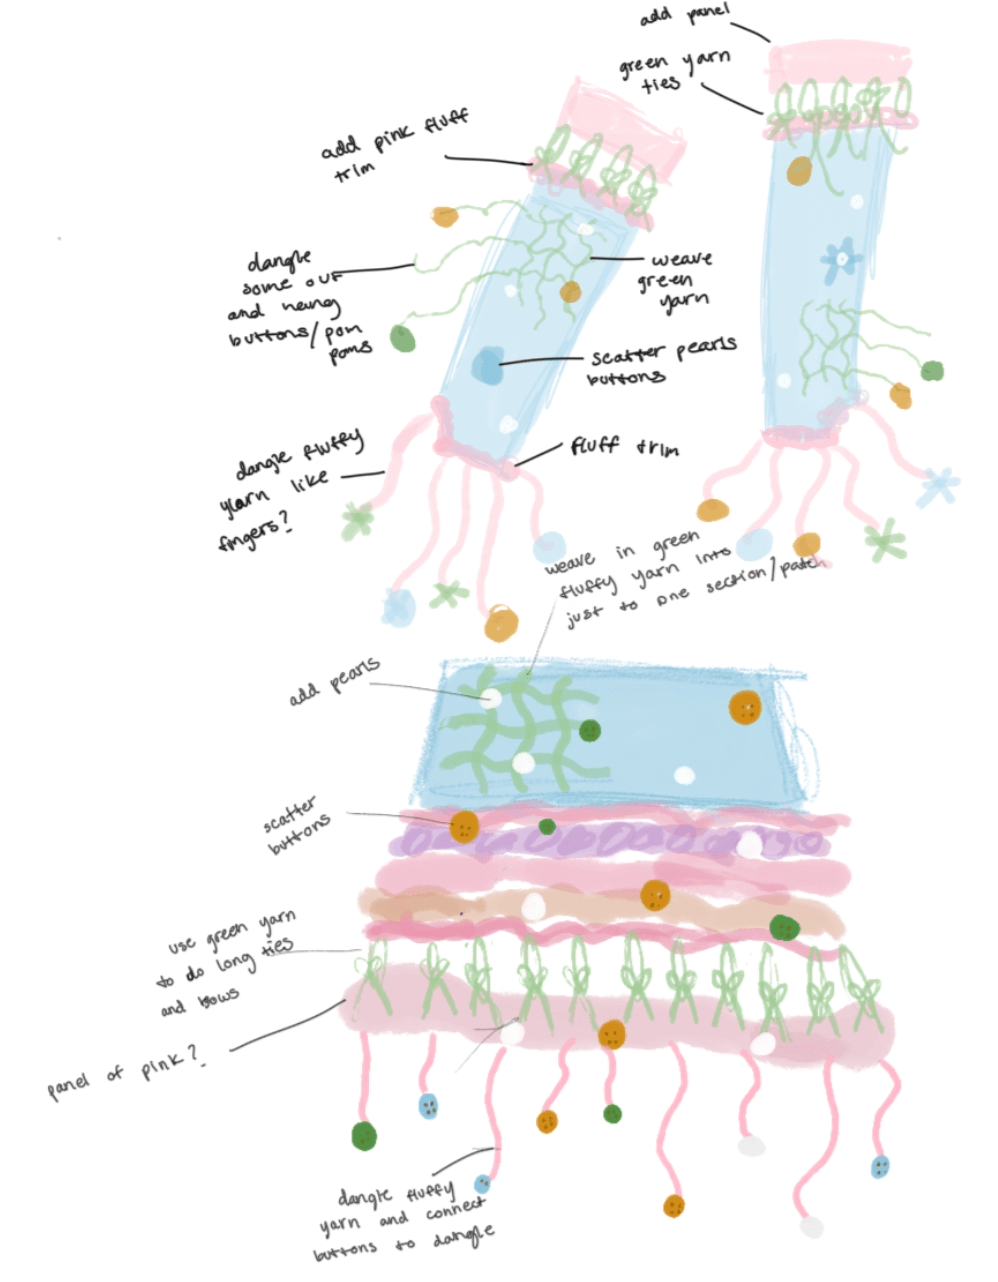 add panel
green yarn
ties
add pink fluff
trim
dangle
some out
and
buttons/pom
poms
weave
green
yarn
scatter pearls
buttons
fluff trim
dangle fluffy
yarn like
fingers?
weave in green
fluffy yarn into
just to one section/patch
add pearls
scatter
buttons
use green yarn
to do long ties
and bows
panel of pink?
dangle fluffy
yarn and connect
buttons to dangle